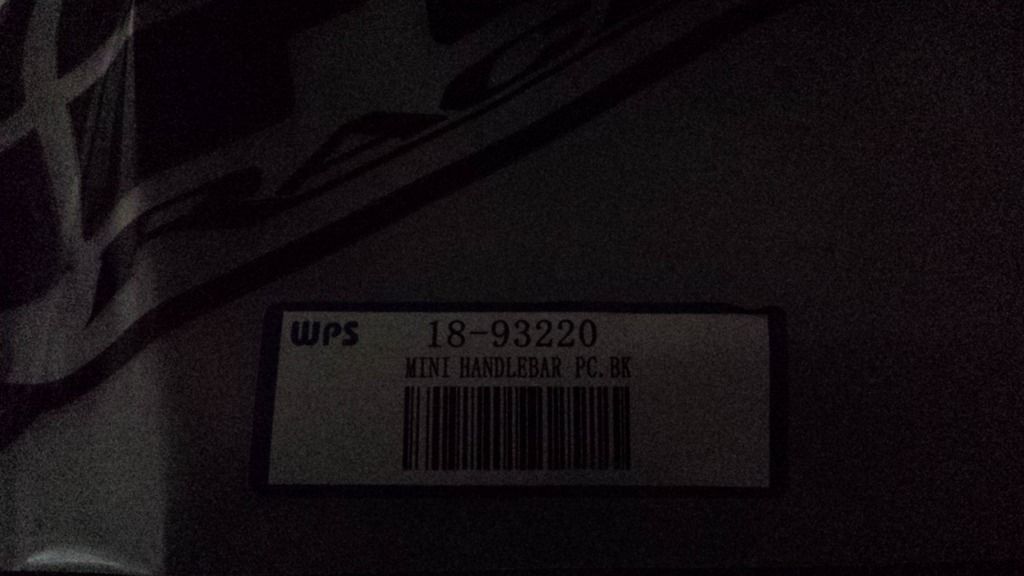 WPS 18-93220
MINI HANDLEBAR PC.BK